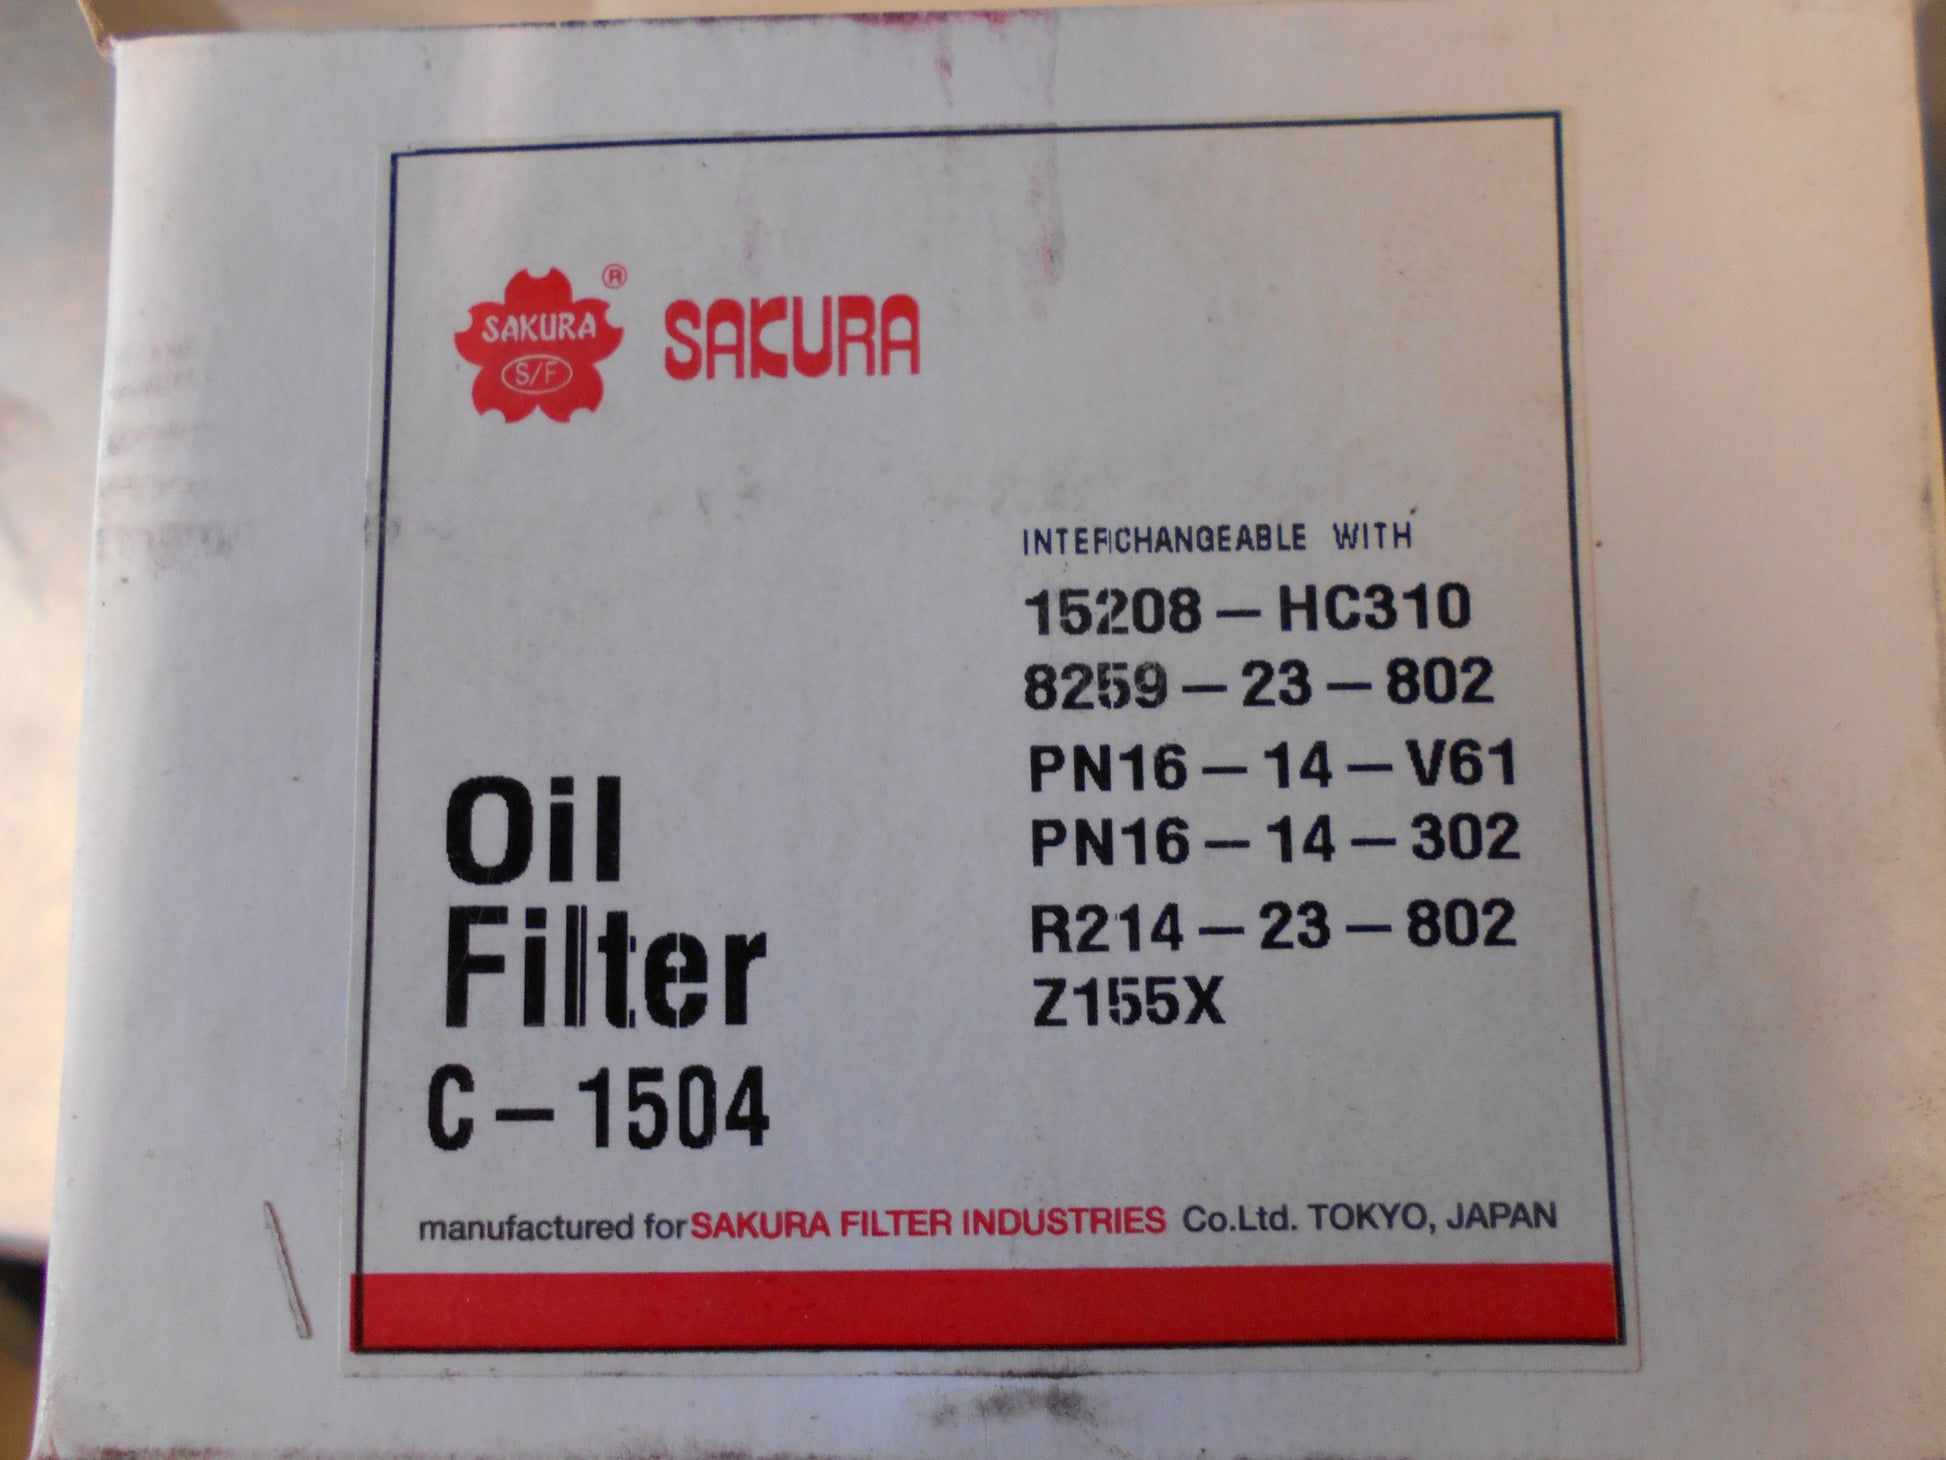 SAKURA
S/F
®
SAKURA
INTERCHANGEABLE WITH
15208-HC310
8259-23-802
PN16-14-V61
PN16-14-302
R214-23-802
Z155X
Oil
Filter
C-1504
manufactured for SAKURA FILTER INDUSTRIES Co.Ltd. TOKYO, JAPAN